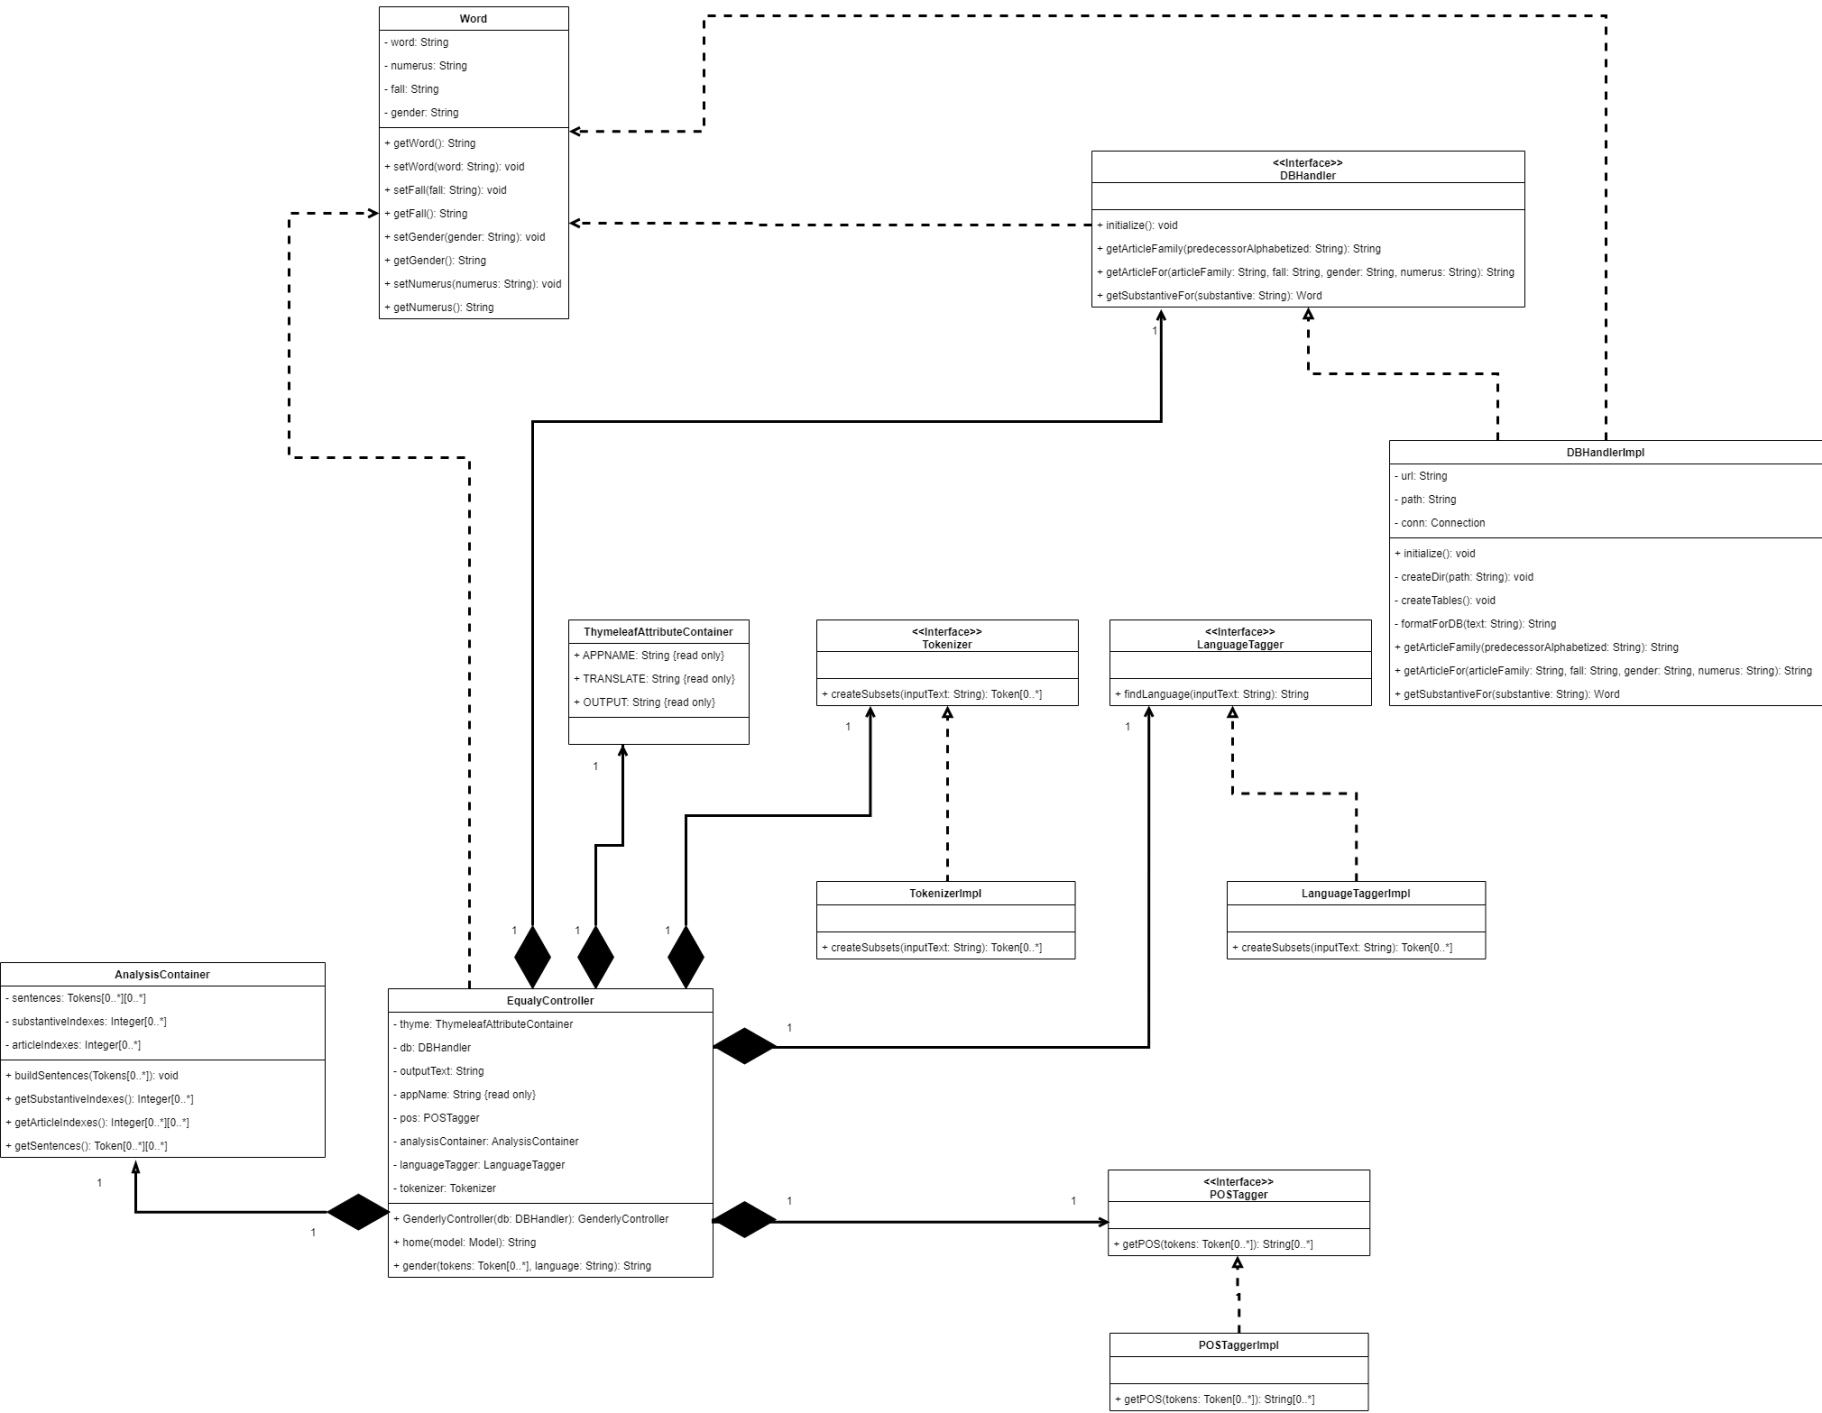 Word
- word: String
- numerus: String
- fall: String
- gender: String
+ getWord(): String
+ setWord(word: String): void
+ setFall(fall: String): void
+ getFall(): String
+ setGender(gender: String): void
+ getGender(): String
+ setNumerus(numerus: String): void
+ getNumerus(): String
<<Interface>>
DBHandler
+ initialize(): void
+ getArticleFamily(predecessorAlphabetized: String): String
+ getArticleFor(articleFamily: String, fall: String, gender: String, numerus: String): String
+ getSubstantiveFor(substantive: String): Word
1
DBHandlerImpl
- url: String
- path: String
- conn: Connection
+ initialize(): void
- createDir(path: String): void
- createTables(): void
- formatForDB(text: String): String
+ getArticleFamily(predecessorAlphabetized: String): String
+ getArticleFor(articleFamily: String, fall: String, gender: String, numerus: String): String
+ getSubstantiveFor(substantive: String): Word
ThymeleafAttributeContainer
+ APPNAME: String {read only}
+ TRANSLATE: String {read only}
+ OUTPUT: String {read only}
1
<<Interface>>
Tokenizer
+ createSubsets(inputText: String): Token[0..*]
1
<<Interface>>
LanguageTagger
+ findLanguage(inputText: String): String
1
TokenizerImpl
+ createSubsets(inputText: String): Token[0..*]
LanguageTaggerImpl
+ createSubsets(inputText: String): Token[0..*]
1
1
1
AnalysisContainer
- sentences: Tokens[0..*][0..*]
- substantiveIndexes: Integer[0..*]
- articleIndexes: Integer[0..*]
+ buildSentences(Tokens[0..*]): void
+ getSubstantiveIndexes(): Integer[0..*]
+ getArticleIndexes(): Integer[0..*][0..*]
+ getSentences(): Token[0..*][0..*]
1
1
EqualyController
- thyme: ThymeleafAttributeContainer
- db: DBHandler
- outputText: String
- appName: String {read only}
- pos: POSTagger
- analysisContainer: AnalysisContainer
- languageTagger: LanguageTagger
- tokenizer: Tokenizer
+ GenderlyController(db: DBHandler): GenderlyController
+ home(model: Model): String
+ gender(tokens: Token[0..*], language: String): String
1
1
1
<<Interface>>
POSTagger
+ getPOS(tokens: Token[0..*]): String[0..*]
POSTaggerImpl
+ getPOS(tokens: Token[0..*]): String[0..*]